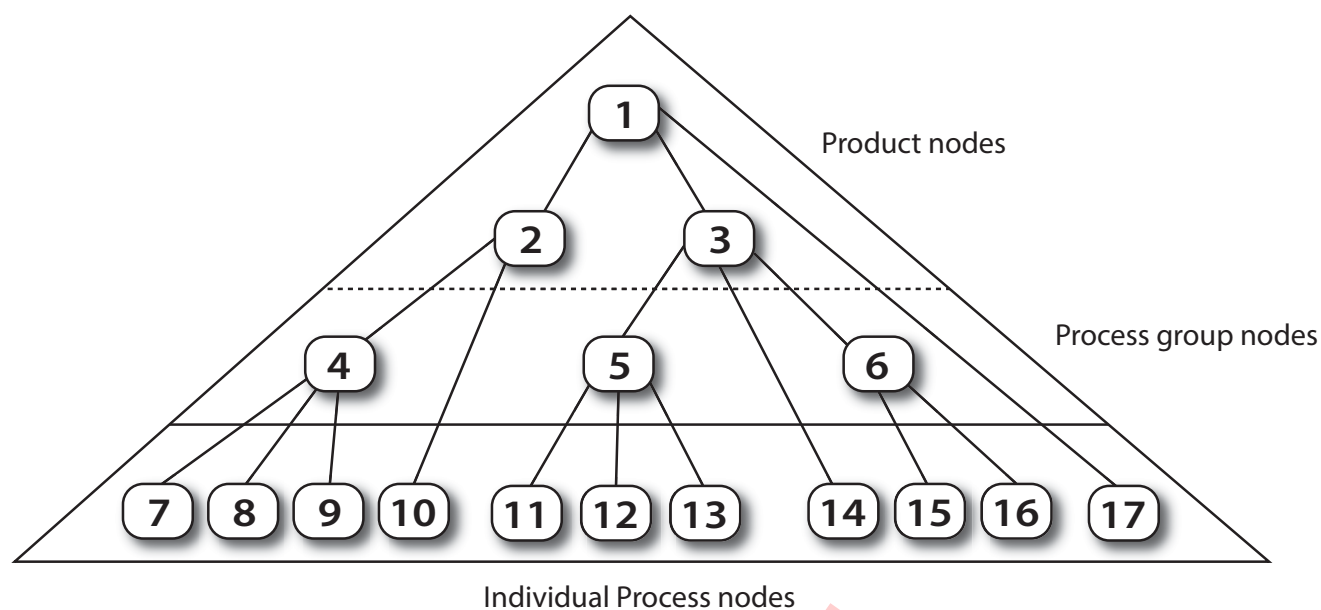 1
Product nodes
2 3
Process group nodes
4 5 6
7 8 9 10 11 12 13 14 15 16 17
Individual Process nodes